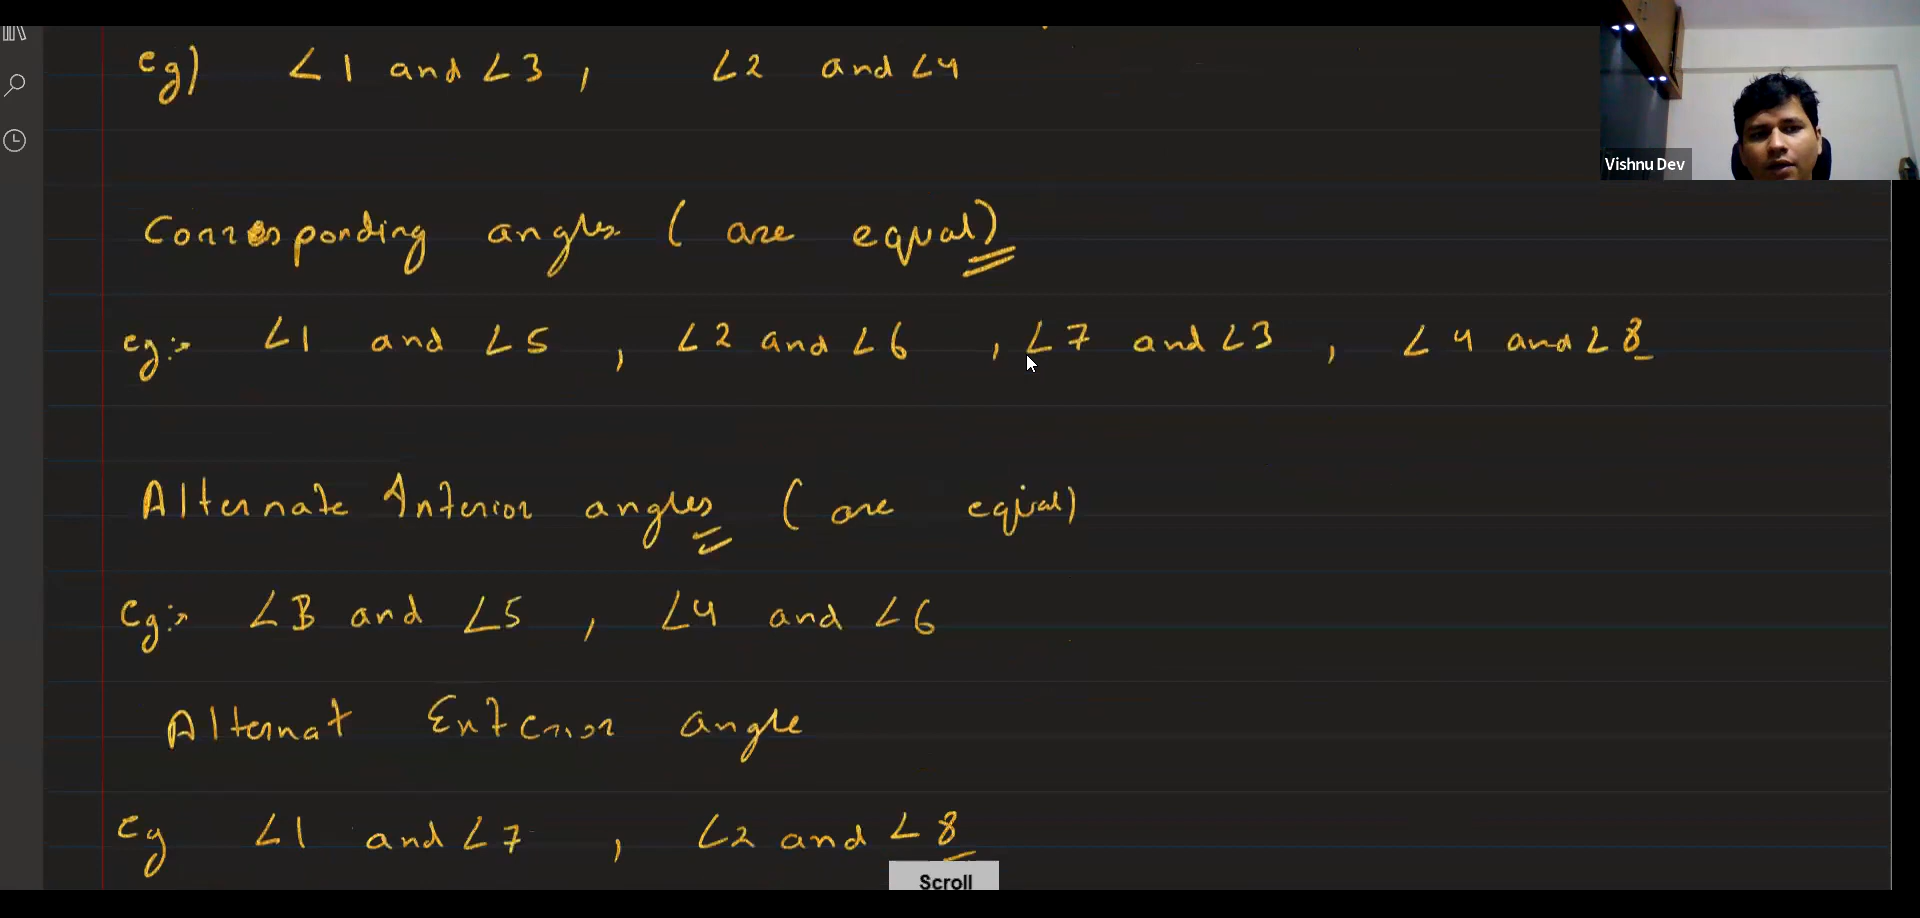 eg) ∠1 and ∠3, ∠2 and ∠4
Vishnu Dev
Corresponding angles (are equal)
eg:- ∠1 and ∠5, ∠2 and ∠6, ∠7 and ∠3, ∠4 and ∠8
Alternate Interior angles (are equal)
eg:- ∠B and ∠5, ∠4 and ∠6
Alternat Exterior angle
eg ∠1 and ∠7, ∠2 and ∠8
Scroll